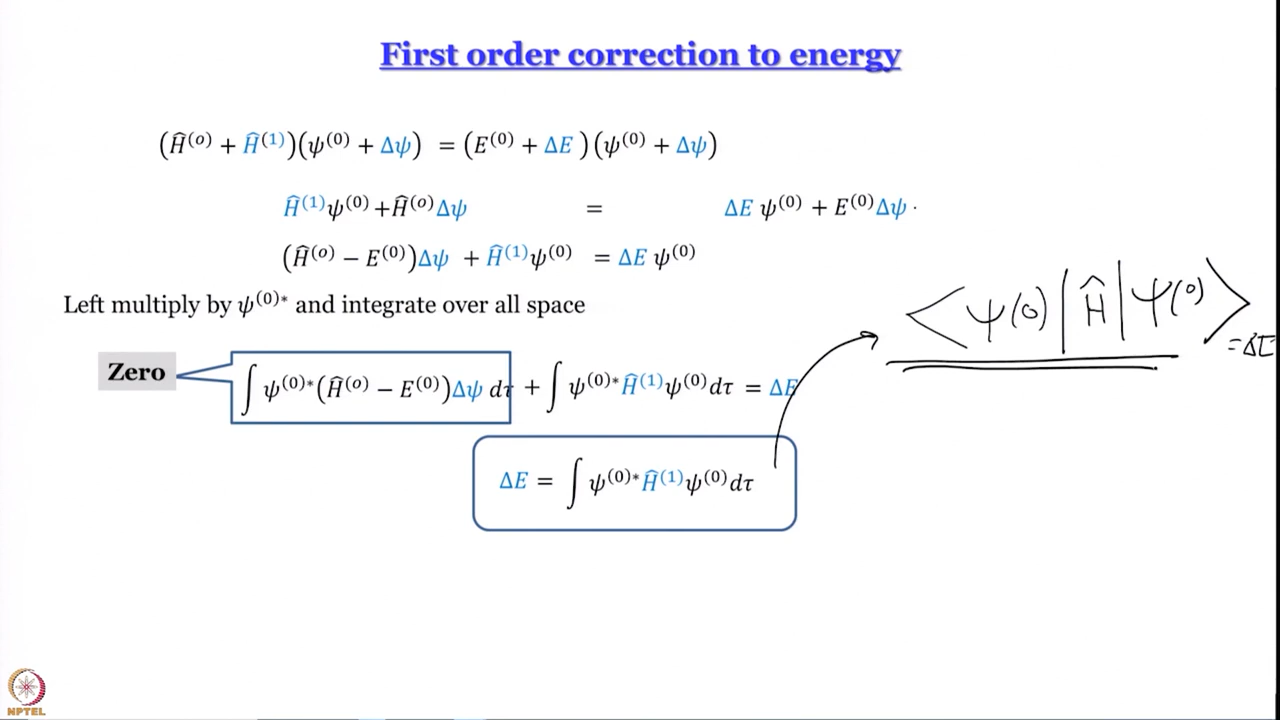 First order correction to energy
(Ĥ⁽ᵒ⁾ + Ĥ⁽¹⁾)(ψ⁽⁰⁾ + Δψ) = (E⁽⁰⁾ + ΔE )(ψ⁽⁰⁾ + Δψ)
Ĥ⁽¹⁾ψ⁽⁰⁾+Ĥ⁽ᵒ⁾Δψ = ΔE ψ⁽⁰⁾ + E⁽⁰⁾Δψ ·
(Ĥ⁽ᵒ⁾ − E⁽⁰⁾)Δψ + Ĥ⁽¹⁾ψ⁽⁰⁾ = ΔE ψ⁽⁰⁾
Left multiply by ψ⁽⁰⁾* and integrate over all space
<ψ(0)|Ĥ|ψ(0)>
=ΔE
Zero
∫ψ⁽⁰⁾*(Ĥ⁽ᵒ⁾ − E⁽⁰⁾)Δψ dτ + ∫ψ⁽⁰⁾*Ĥ⁽¹⁾ψ⁽⁰⁾dτ = ΔE
ΔE = ∫ψ⁽⁰⁾*Ĥ⁽¹⁾ψ⁽⁰⁾dτ
NPTEL